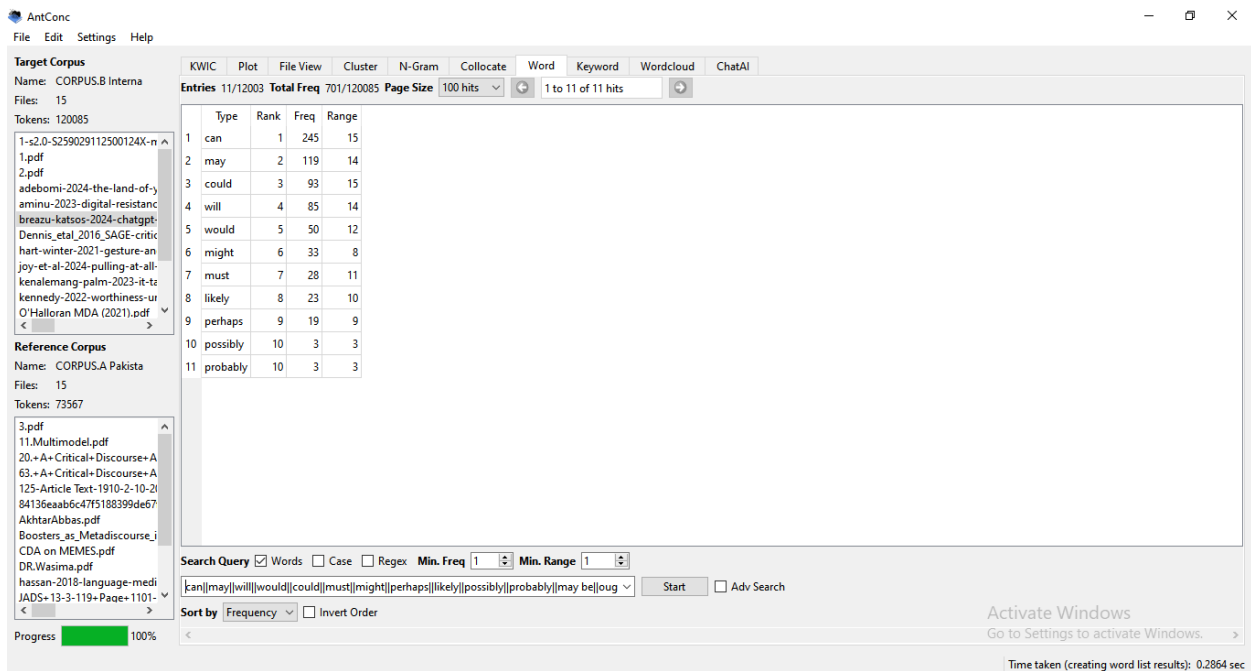 AntConc
File Edit Settings Help
Target Corpus
Name: CORPUS.B Interna
Files: 15
Tokens: 120085
1-s2.0-S259029112500124X-m
1.pdf
2.pdf
adebomi-2024-the-land-of-y
aminu-2023-digital-resistanc
breazu-katsos-2024-chatgpt-
Dennis_etal_2016_SAGE-critic
hart-winter-2021-gesture-an
joy-et-al-2024-pulling-at-all-
kenalemang-palm-2023-it-ta
kennedy-2022-worthiness-ur
O'Halloran MDA (2021).pdf
Reference Corpus
Name: CORPUS.A Pakista
Files: 15
Tokens: 73567
3.pdf
11.Multimodel.pdf
20.+A+Critical+Discourse+A
63.+A+Critical+Discourse+A
125-Article Text-1910-2-10-20
84136eaab6c47f5188399de67
AkhtarAbbas.pdf
Boosters_as_Metadiscourse_i
CDA on MEMES.pdf
DR.Wasima.pdf
hassan-2018-language-medi
JADS+13-3-119+Page+1101-
Progress 100%
KWIC Plot File View Cluster N-Gram Collocate Word Keyword Wordcloud ChatAI
Entries 11/12003 Total Freq 701/120085 Page Size 100 hits 1 to 11 of 11 hits
Type Rank Freq Range
1 can 1 245 15
2 may 2 119 14
3 could 3 93 15
4 will 4 85 14
5 would 5 50 12
6 might 6 33 8
7 must 7 28 11
8 likely 8 23 10
9 perhaps 9 19 9
10 possibly 10 3 3
11 probably 10 3 3
Search Query Words Case Regex Min. Freq 1 Min. Range 1
can||may||will||would||could||must||might||perhaps||likely||possibly||probably||may be||oug Start Adv Search
Sort by Frequency Invert Order
Activate Windows
Go to Settings to activate Windows.
Time taken (creating word list results): 0.2864 sec